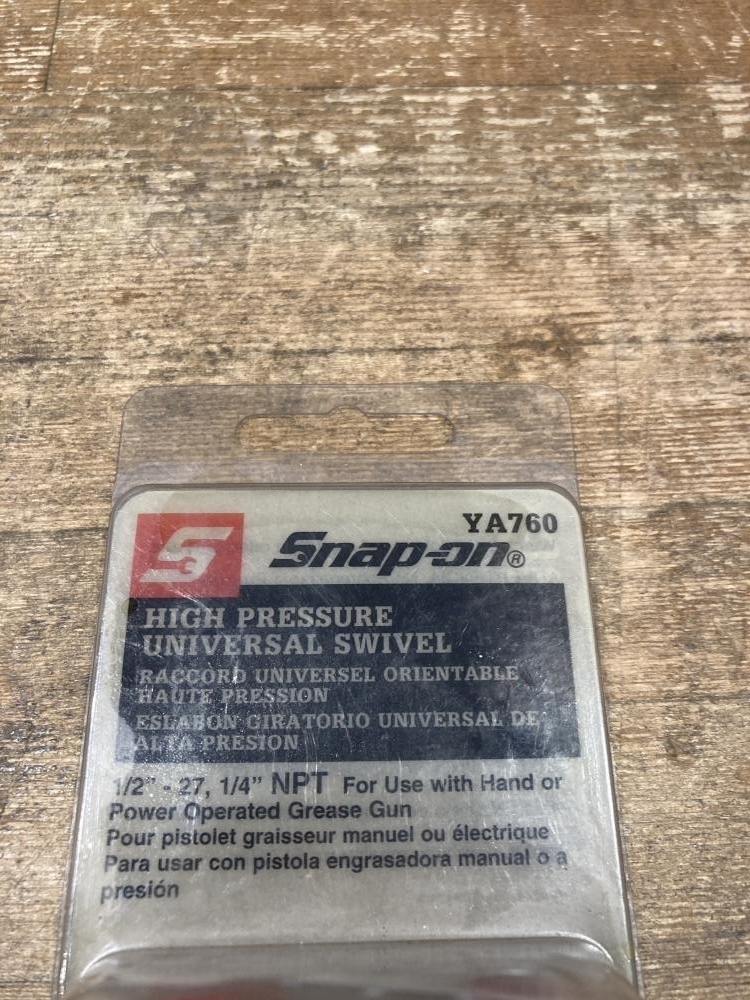 YA760
Snap-on®
HIGH PRESSURE
UNIVERSAL SWIVEL
RACCORD UNIVERSEL ORIENTABLE
HAUTE PRESSION
ESLABON GIRATORIO UNIVERSAL DE
ALTA PRESION
1/2" - 27, 1/4" NPT For Use with Hand or
Power Operated Grease Gun
Pour pistolet graisseur manuel ou électrique
Para usar con pistola engrasadora manual o a
presión